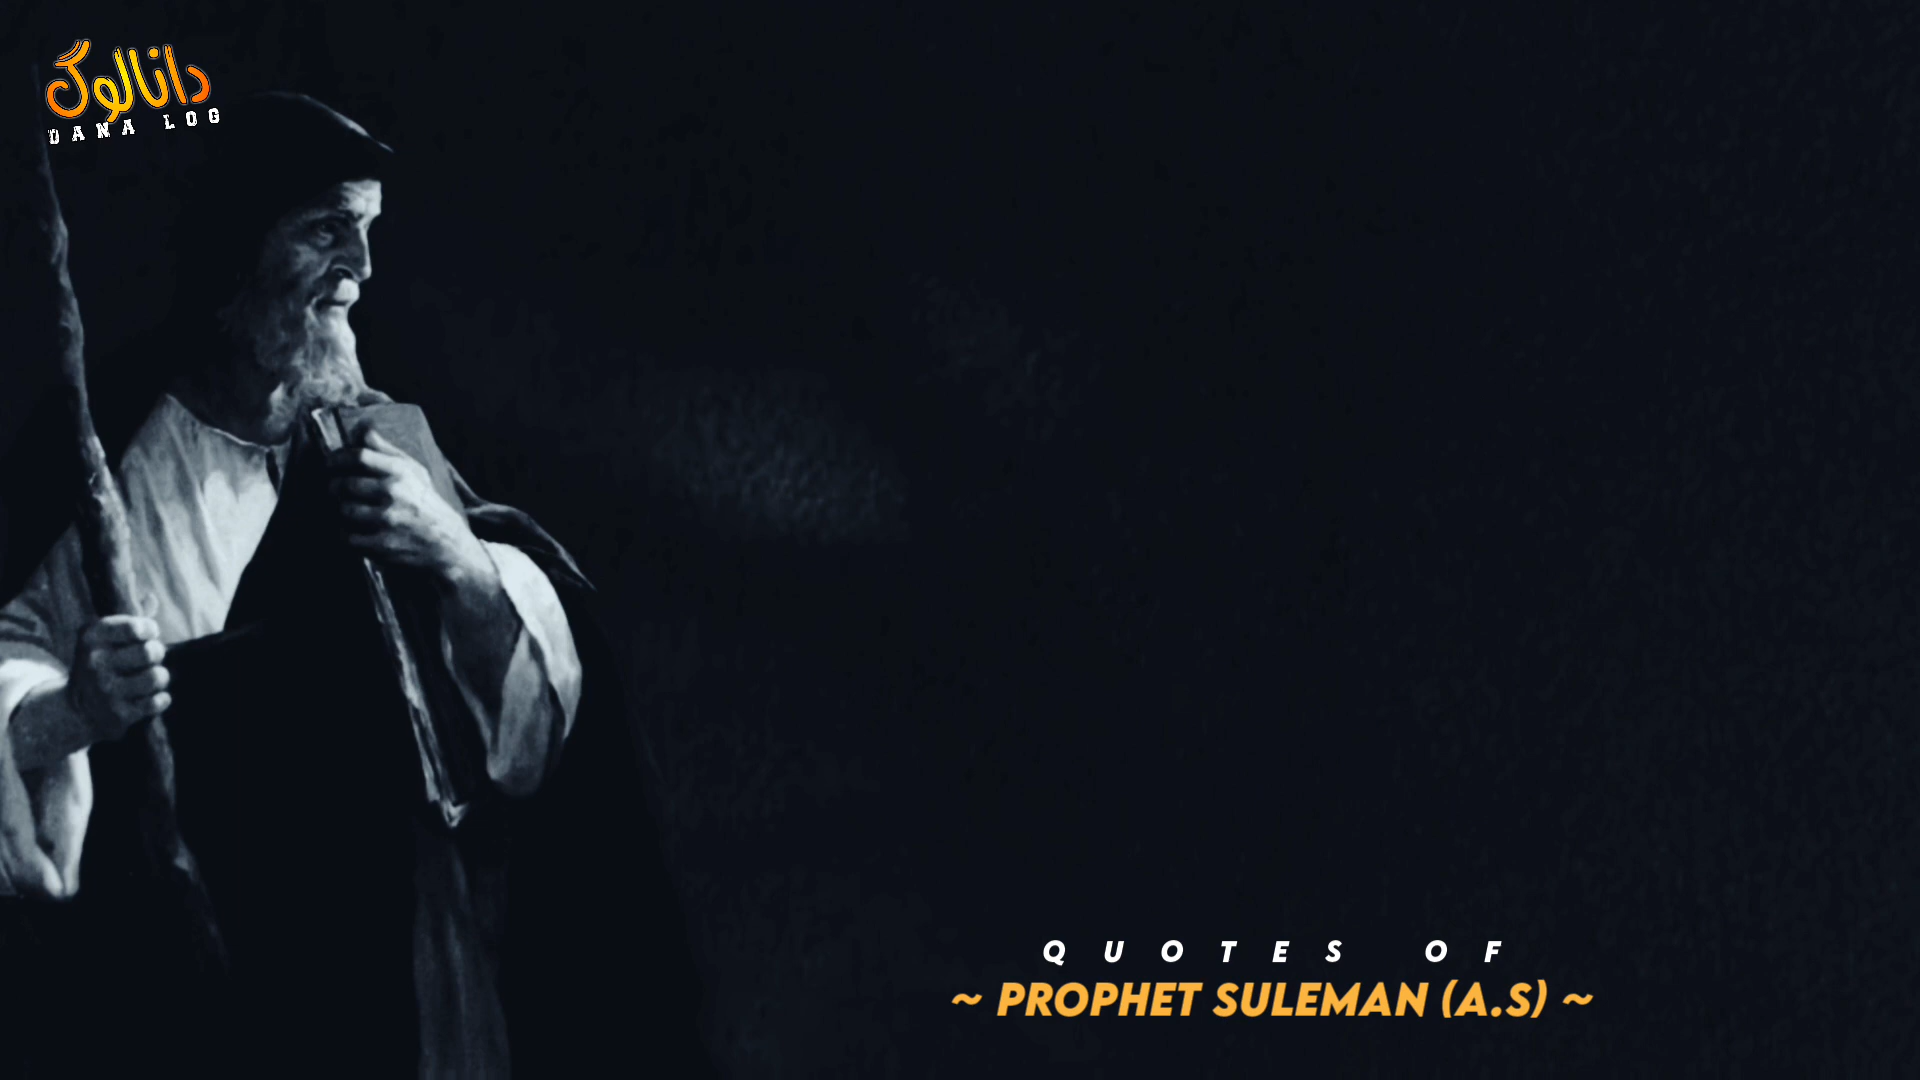 دانالوگ
DANA LOG
QUOTES OF
~ PROPHET SULEMAN (A.S) ~